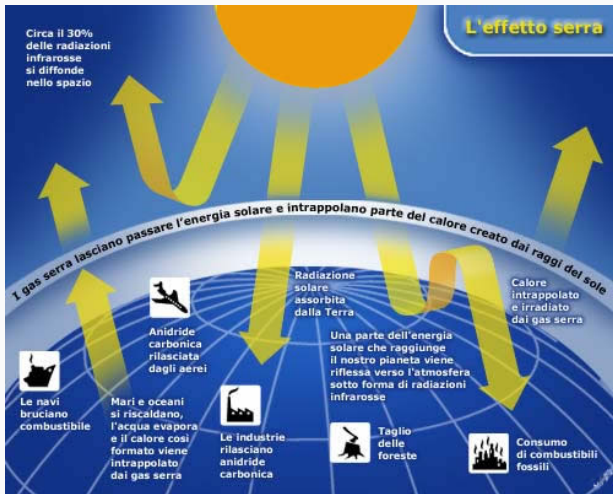 L'effetto serra
Circa il 30%
delle radiazioni
infrarosse
si diffonde
nello spazio
I gas serra lasciano passare l'energia solare e intrappolano parte del calore creato dai raggi del sole
Radiazione
solare
assorbita
dalla Terra
Calore
intrappolato
e irradiato
dai gas serra
Anidride
carbonica
rilasciata
dagli aerei
Una parte dell'energia
solare che raggiunge
il nostro pianeta viene
riflessa verso l'atmosfera
sotto forma di radiazioni
infrarosse
Le navi
bruciano
combustibile
Mari e oceani
si riscaldano,
l'acqua evapora
e il calore cosi
formato viene
intrappolato
dai gas serra
Le industrie
rilasciano
anidride
carbonica
Taglio
delle
foreste
Consumo
di combustibili
fossili